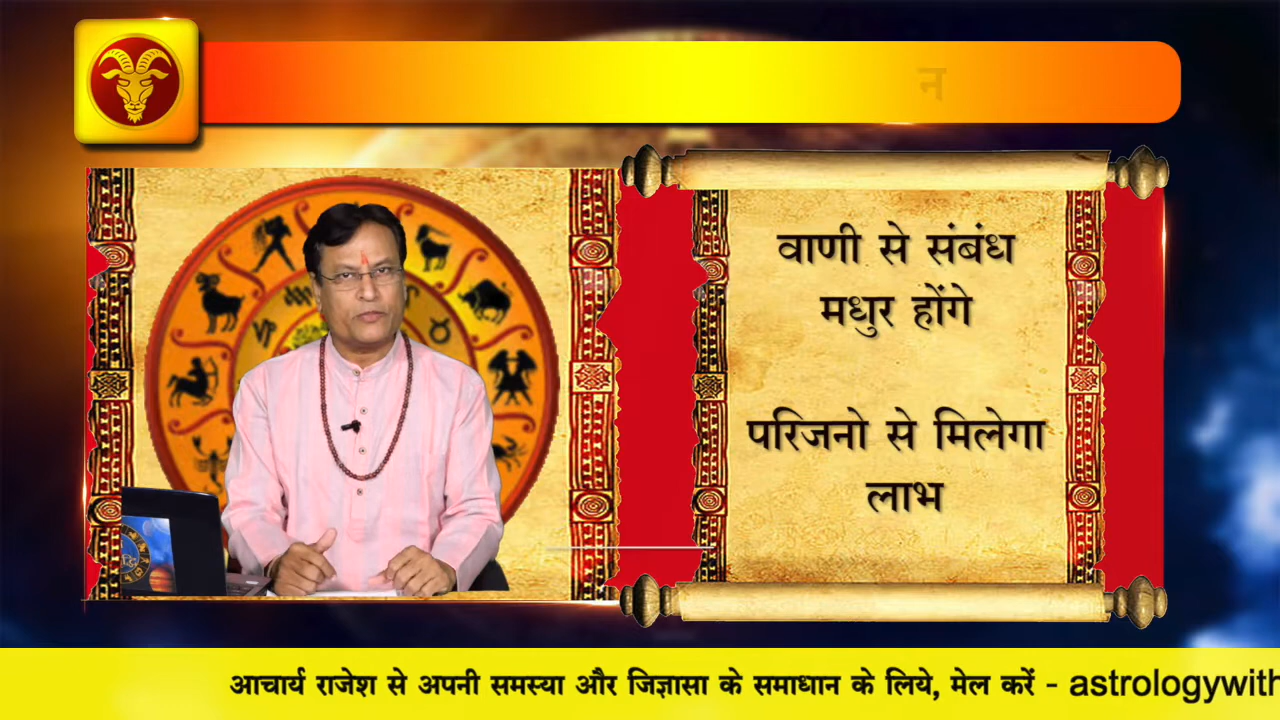 न
वाणी से संबंध
मधुर होंगे
परिजनो से मिलेगा
लाभ
आचार्य राजेश से अपनी समस्या और जिज्ञासा के समाधान के लिये, मेल करें - astrologywith